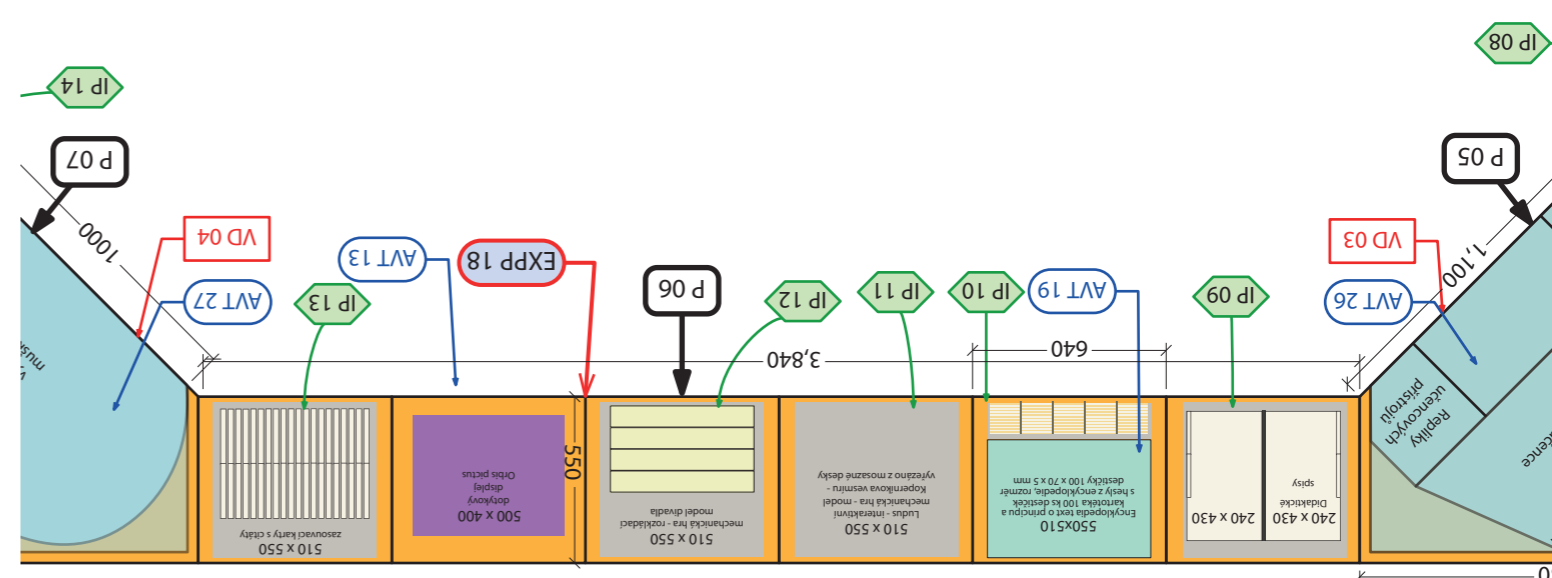 240 x 430
Didaktické
spisy
240 x 430
550x510
Encyklopedia text o principu a
kartotéka 100 ks destiček
s hesly z encyklopedie, rozměr
destičky 100 x 70 x 5 mm
510 x 550
Ludus - interaktivní
mechanická hra - model
Koperníkova vesmíru -
vyřezáno z mosazné desky
510 x 550
mechanická hra - rozkládací
model divadla
500 x 400
dotykový
displej
Orbis pictus
550
510 x 550
zasouvací karty s citáty
Repliky
učencových
přístrojů
640
3,840
1,100
1000
AVT 26
IP 09
AVT 19
IP 10
IP 11
IP 12
P 06
IP 13
AVT 27
VD 03
EXPP 18
AVT 13
VD 04
P 05
P 07
IP 14
IP 08